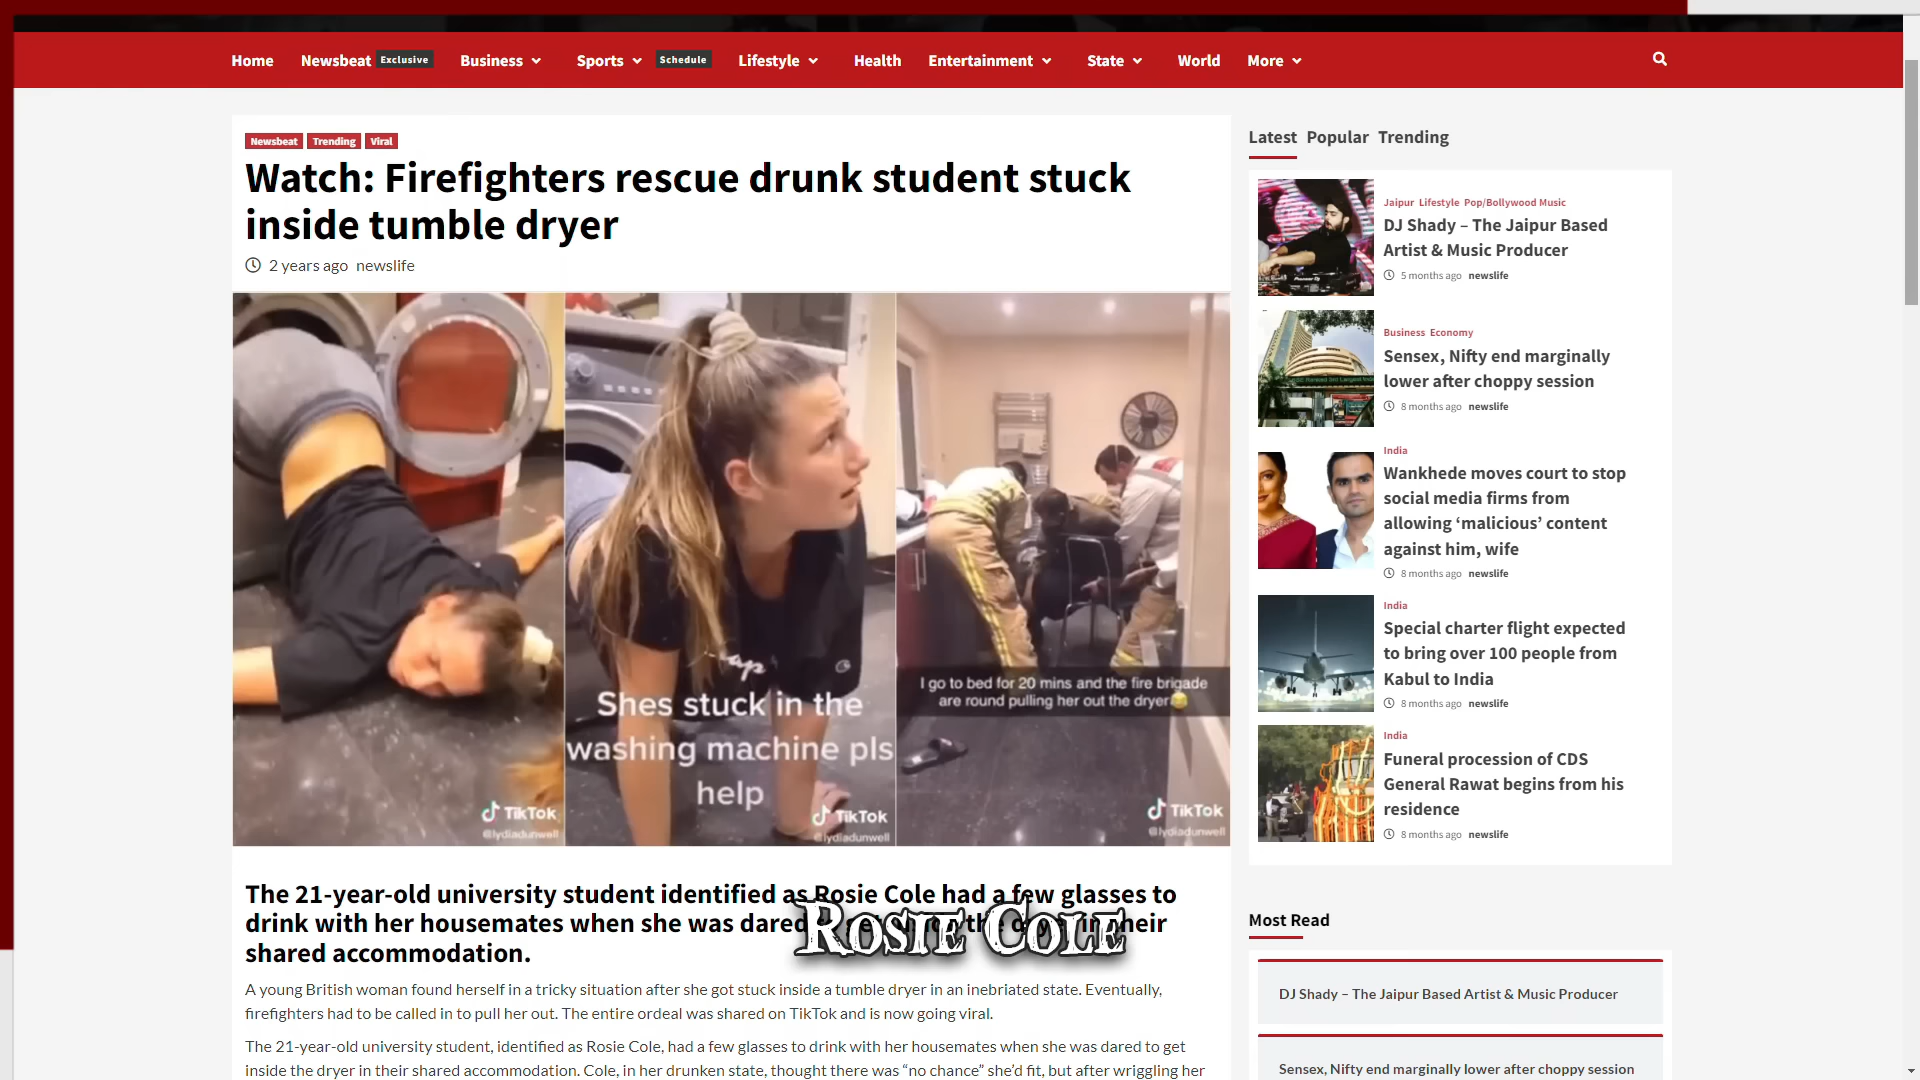 Home Newsbeat Exclusive Business Sports Schedule Lifestyle Health Entertainment State World More
Newsbeat Trending Viral
Watch: Firefighters rescue drunk student stuck
inside tumble dryer
2 years ago newslife
Shes stuck in the
washing machine pls
help
I go to bed for 20 mins and the fire brigade
are round pulling her out the dryer😂
TikTok
@lydiadunwell
TikTok
@lydiadunwell
TikTok
@lydiadunwell
The 21-year-old university student identified as Rosie Cole had a few glasses to
drink with her housemates when she was dared the dryer in their
shared accommodation.
Rosie Cole
A young British woman found herself in a tricky situation after she got stuck inside a tumble dryer in an inebriated state. Eventually,
firefighters had to be called in to pull her out. The entire ordeal was shared on TikTok and is now going viral.
The 21-year-old university student, identified as Rosie Cole, had a few glasses to drink with her housemates when she was dared to get
inside the dryer in their shared accommodation. Cole, in her drunken state, thought there was “no chance” she’d fit, but after wriggling her
Latest Popular Trending
Jaipur Lifestyle Pop/Bollywood Music
DJ Shady – The Jaipur Based
Artist & Music Producer
5 months ago newslife
Business Economy
Sensex, Nifty end marginally
lower after choppy session
8 months ago newslife
India
Wankhede moves court to stop
social media firms from
allowing ‘malicious’ content
against him, wife
8 months ago newslife
India
Special charter flight expected
to bring over 100 people from
Kabul to India
8 months ago newslife
India
Funeral procession of CDS
General Rawat begins from his
residence
8 months ago newslife
Most Read
DJ Shady – The Jaipur Based Artist & Music Producer
Sensex, Nifty end marginally lower after choppy session